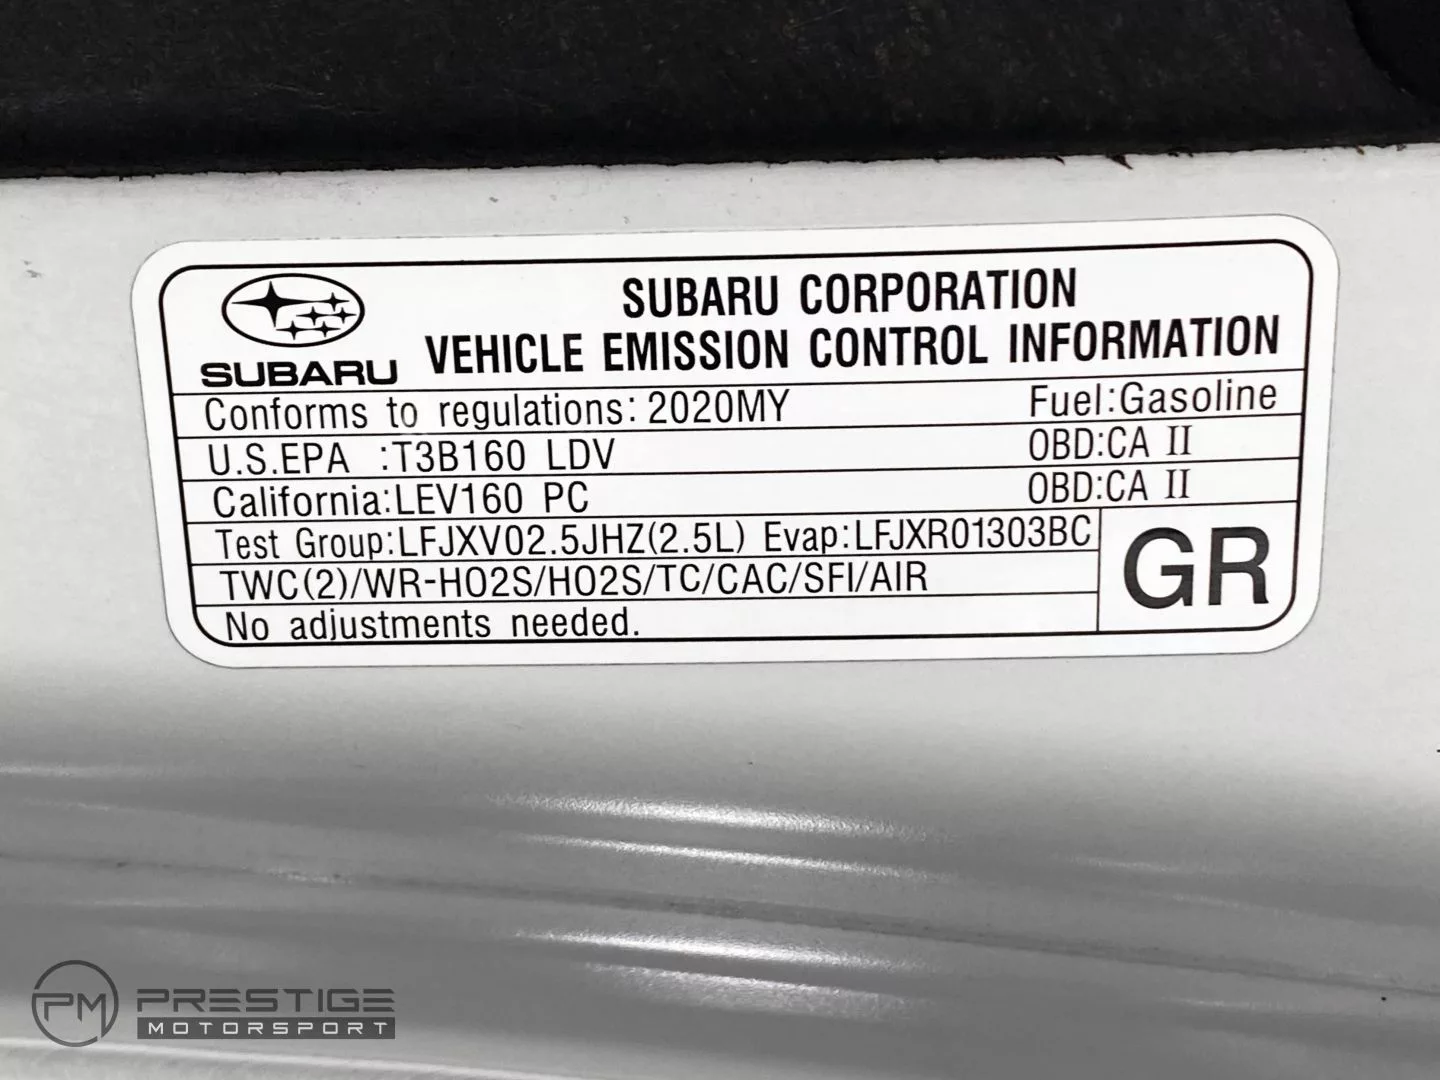 SUBARU CORPORATION
SUBARU VEHICLE EMISSION CONTROL INFORMATION
Conforms to regulations: 2020MY Fuel:Gasoline
U.S.EPA :T3B160 LDV OBD:CA II
California:LEV160 PC OBD:CA II
Test Group:LFJXV02.5JHZ(2.5L) Evap:LFJXR01303BC
TWC(2)/WR-HO2S/HO2S/TC/CAC/SFI/AIR
No adjustments needed.
GR
PM PRESTIGE
MOTORSPORT